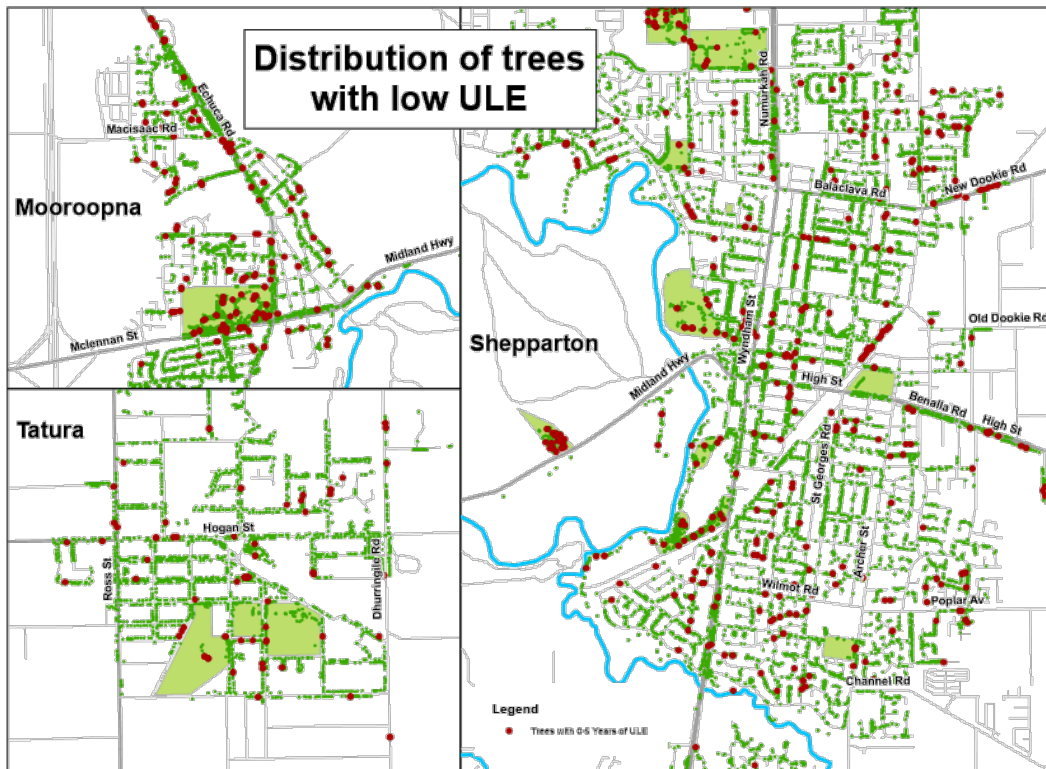 Distribution of trees
with low ULE
Echuca Rd
Macisaac Rd
Mooroopna
Midland Hwy
Mclennan St
Tatura
Hogan St
Ross St
Dhurringile Rd
Numurkah Rd
Balaclava Rd
New Dookie Rd
Old Dookie Rd
Shepparton
Wyndham St
Midland Hwy
High St
Benalla Rd
High St
St Georges Rd
Archer St
Wilmot Rd
Poplar Av
Channel Rd
Legend
Trees with 0-5 Years of ULE